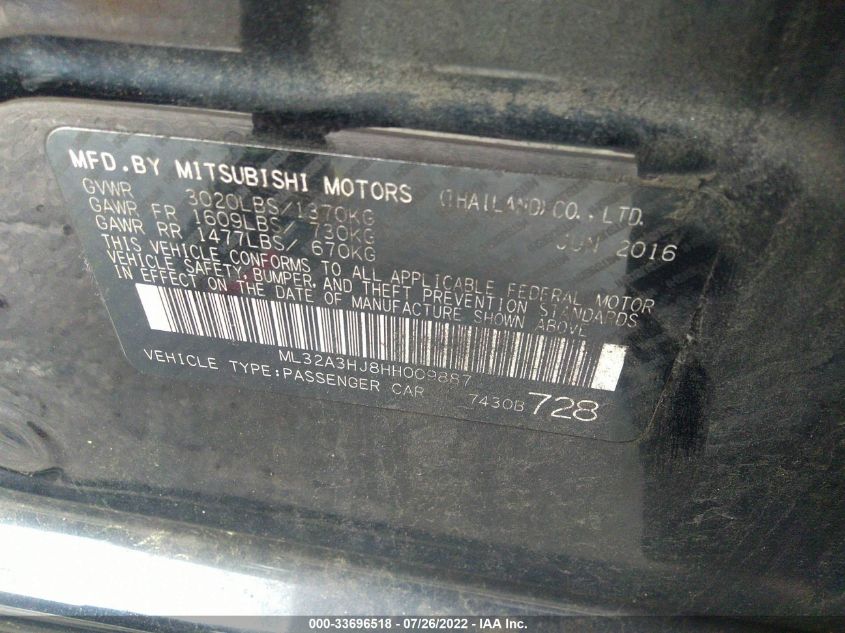 MFD.BY MITSUBISHI MOTORS (THAILAND) CO., LTD.
GVWR 3020LBS/1370KG JUN 2016
GAWR FR 1609LBS/ 730KG
GAWR RR 1477LBS/ 670KG
THIS VEHICLE CONFORMS TO ALL APPLICABLE FEDERAL MOTOR
VEHICLE SAFETY, BUMPER, AND THEFT PREVENTION STANDARDS
IN EFFECT ON THE DATE OF MANUFACTURE SHOWN ABOVE
ML32A3HJ8HH009887
VEHICLE TYPE:PASSENGER CAR 7430B 728
000-33696518 - 07/26/2022 - IAA Inc.